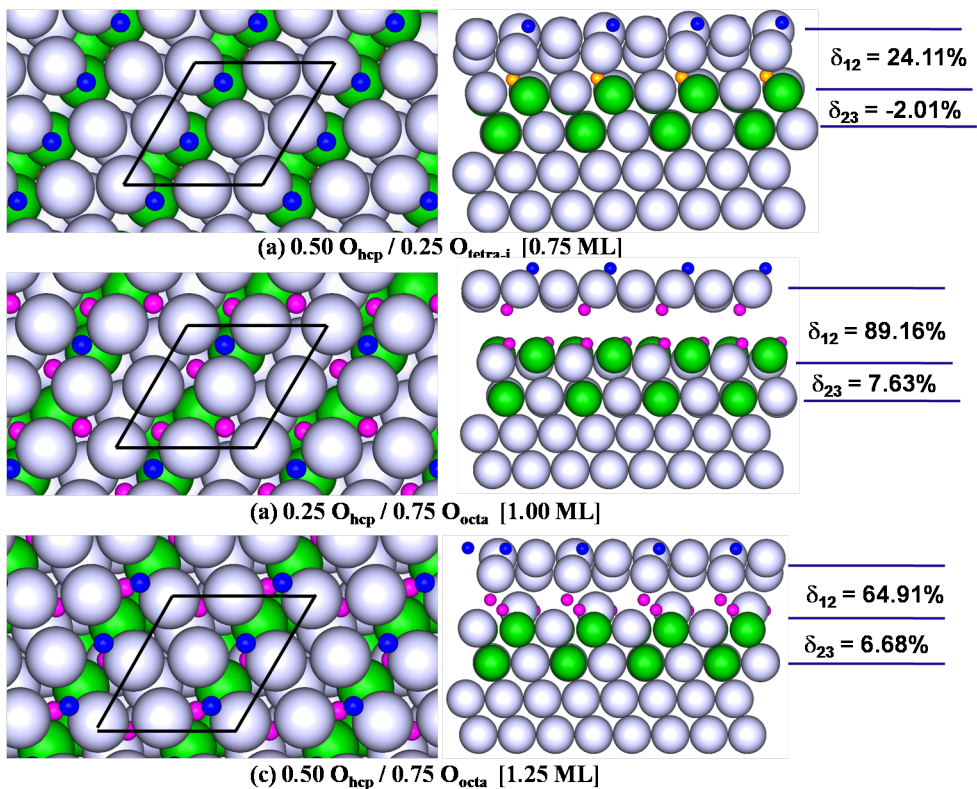 δ12 = 24.11%
δ23 = -2.01%
(a) 0.50 Ohcp / 0.25 Otetra-i [0.75 ML]
δ12 = 89.16%
δ23 = 7.63%
(a) 0.25 Ohcp / 0.75 Oocta [1.00 ML]
δ12 = 64.91%
δ23 = 6.68%
(c) 0.50 Ohcp / 0.75 Oocta [1.25 ML]